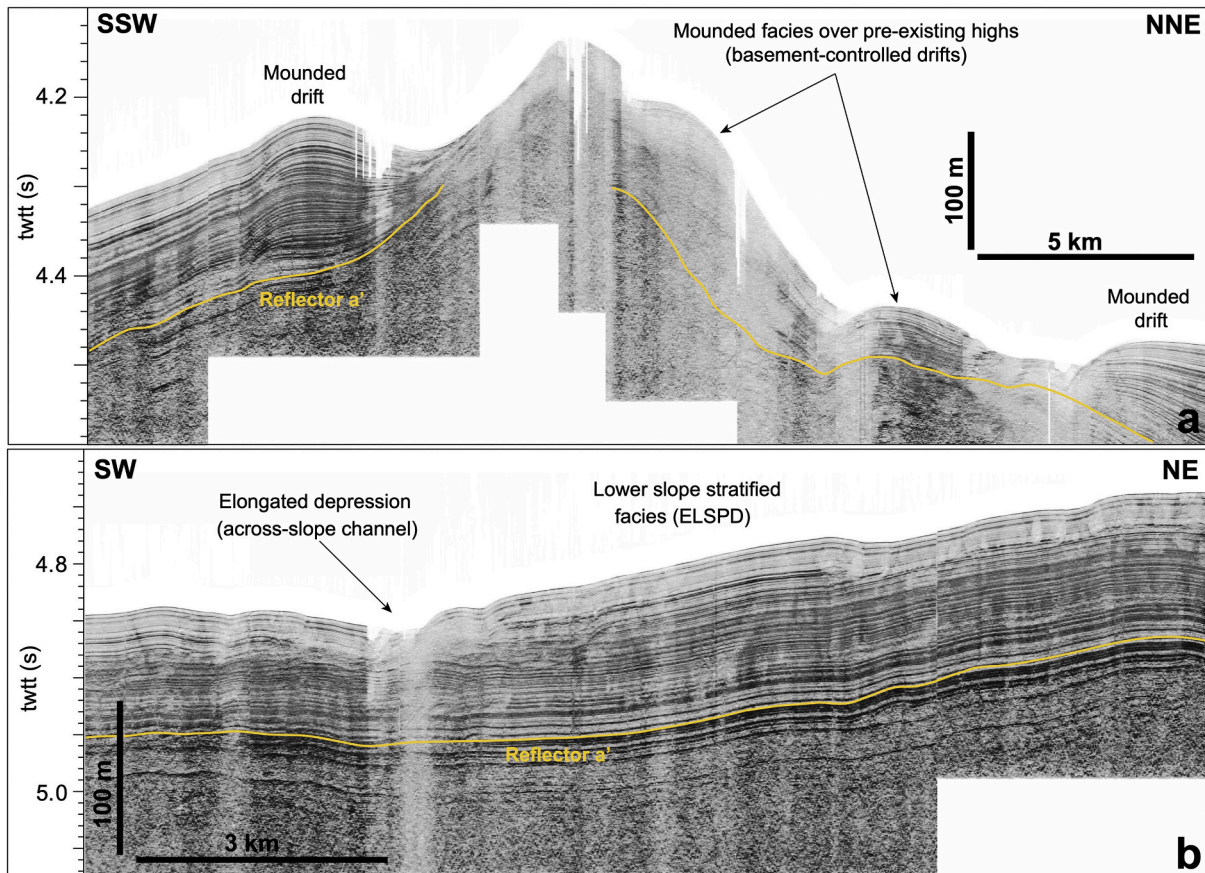 SSW
NNE
Mounded facies over pre-existing highs
(basement-controlled drifts)
Mounded
drift
4.2
twtt (s)
100 m
5 km
4.4
Reflector a'
Mounded
drift
a
SW
NE
Elongated depression
(across-slope channel)
Lower slope stratified
facies (ELSPD)
4.8
twtt (s)
Reflector a'
100 m
5.0
3 km
b